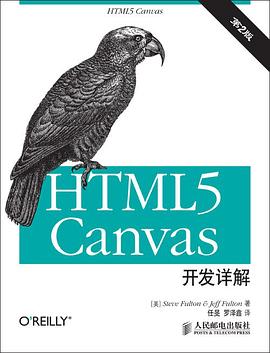 HTML5 Canvas
第2版
HTML5
Canvas
开发详解
[美] Steve Fulton & Jeff Fulton 著
任旻 罗泽鑫 译
O'REILLY®
人民邮电出版社
POSTS & TELECOM PRESS